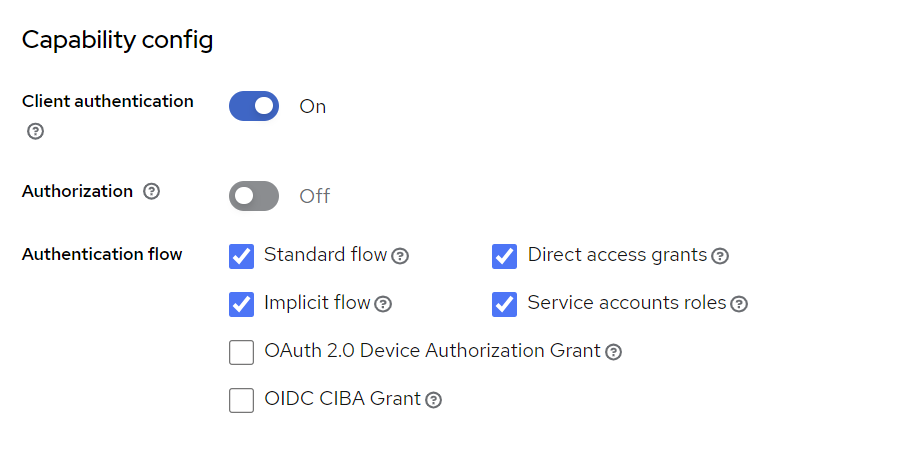 Capability config
Client authentication
On
Authorization
Off
Authentication flow
Standard flow
Direct access grants
Implicit flow
Service accounts roles
OAuth 2.0 Device Authorization Grant
OIDC CIBA Grant